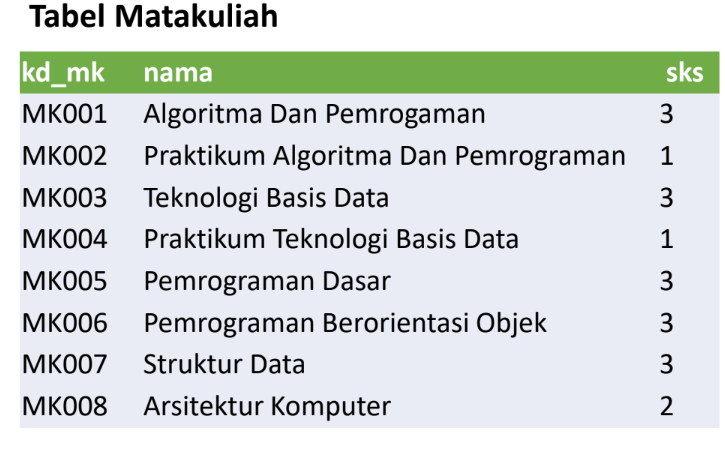 Tabel Matakuliah
kd_mk nama sks
MK001 Algoritma Dan Pemrogaman 3
MK002 Praktikum Algoritma Dan Pemrograman 1
MK003 Teknologi Basis Data 3
MK004 Praktikum Teknologi Basis Data 1
MK005 Pemrograman Dasar 3
MK006 Pemrograman Berorientasi Objek 3
MK007 Struktur Data 3
MK008 Arsitektur Komputer 2